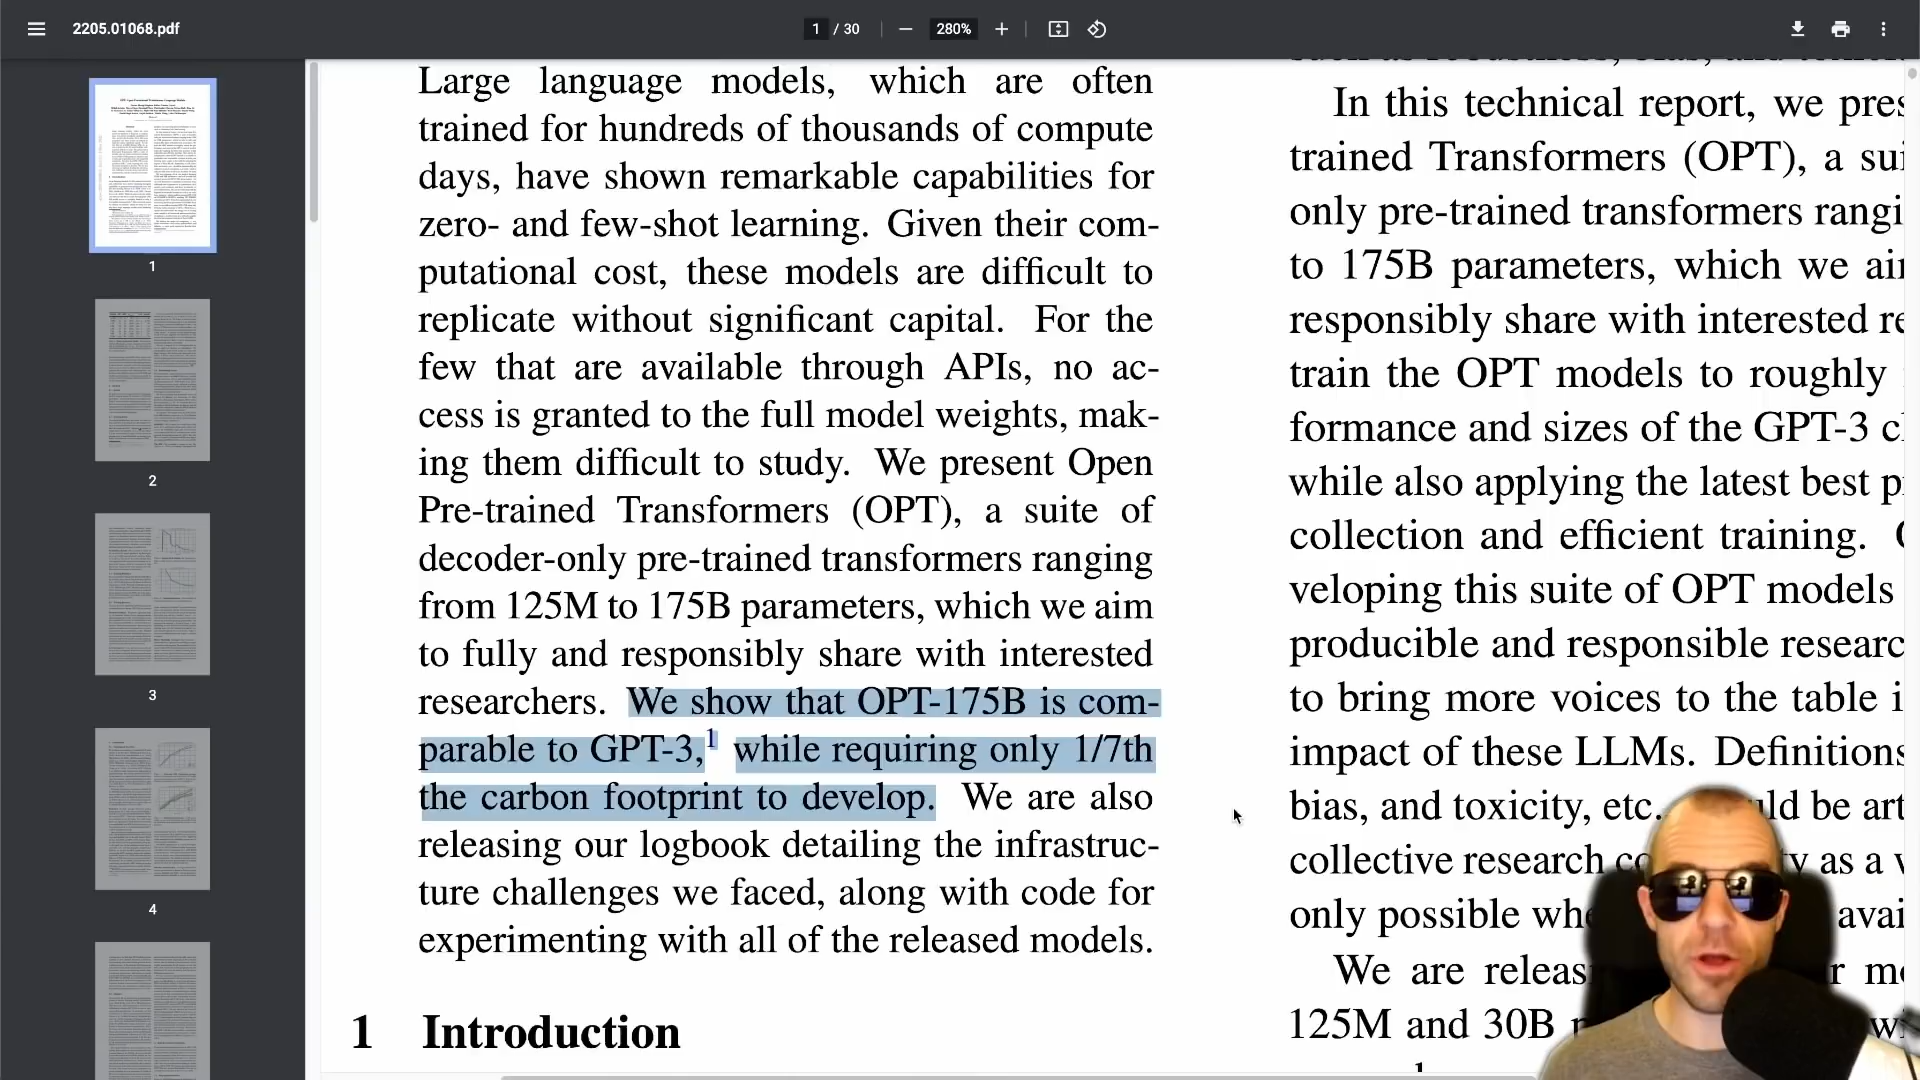 2205.01068.pdf
1 / 30
280%
1
2
3
4
Large language models, which are often
trained for hundreds of thousands of compute
days, have shown remarkable capabilities for
zero- and few-shot learning. Given their com-
putational cost, these models are difficult to
replicate without significant capital. For the
few that are available through APIs, no ac-
cess is granted to the full model weights, mak-
ing them difficult to study. We present Open
Pre-trained Transformers (OPT), a suite of
decoder-only pre-trained transformers ranging
from 125M to 175B parameters, which we aim
to fully and responsibly share with interested
researchers. We show that OPT-175B is com-
parable to GPT-3,1 while requiring only 1/7th
the carbon footprint to develop. We are also
releasing our logbook detailing the infrastruc-
ture challenges we faced, along with code for
experimenting with all of the released models.
1 Introduction
In this technical report, we pres
trained Transformers (OPT), a sui
only pre-trained transformers rangi
to 175B parameters, which we ai
responsibly share with interested re
train the OPT models to roughly
formance and sizes of the GPT-3 cl
while also applying the latest best p
collection and efficient training.
veloping this suite of OPT models
producible and responsible researc
to bring more voices to the table i
impact of these LLMs. Definitions
bias, and toxicity, etc. uld be art
collective research co ty as a w
only possible whe avai
We are releas r mo
125M and 30B